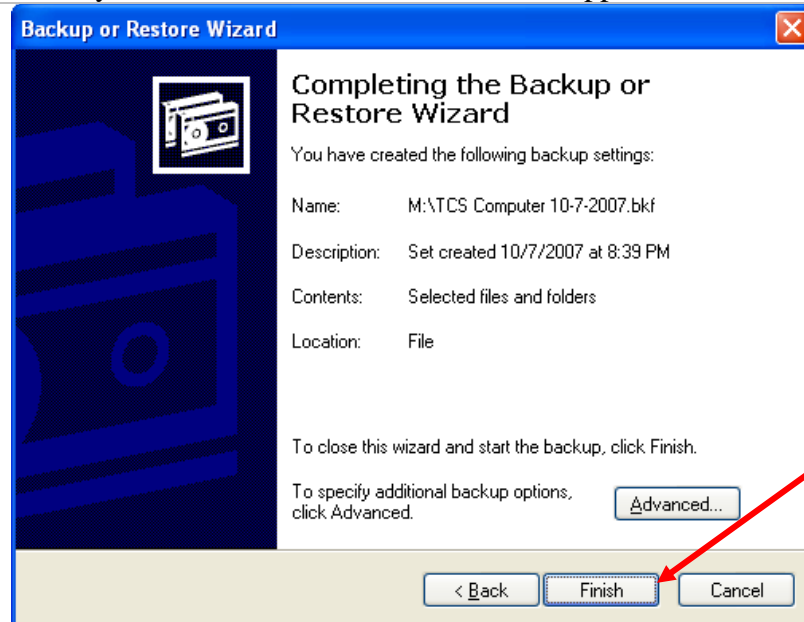 Backup or Restore Wizard
Completing the Backup or
Restore Wizard
You have created the following backup settings:
Name: M:\TCS Computer 10-7-2007.bkf
Description: Set created 10/7/2007 at 8:39 PM
Contents: Selected files and folders
Location: File
To close this wizard and start the backup, click Finish.
To specify additional backup options,
click Advanced.
Advanced...
< Back Finish Cancel